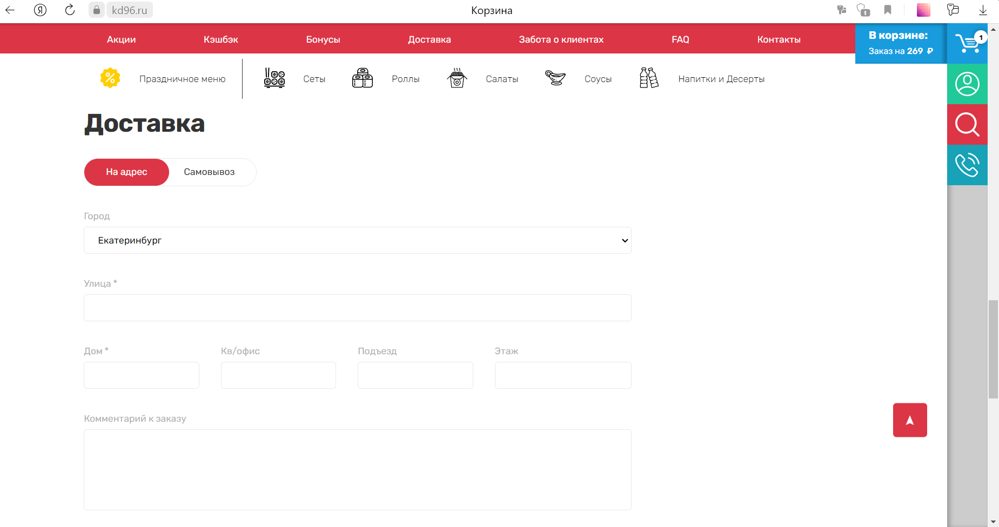 kd96.ru
Корзина
1
Акции Кэшбэк Бонусы Доставка Забота о клиентах FAQ Контакты
В корзине:
Заказ на 269 ₽
1
Праздничное меню Сеты Роллы Салаты Соусы Напитки и Десерты
Доставка
На адрес Самовывоз
Город
Екатеринбург
Улица *
Дом * Кв/офис Подъезд Этаж
Комментарий к заказу